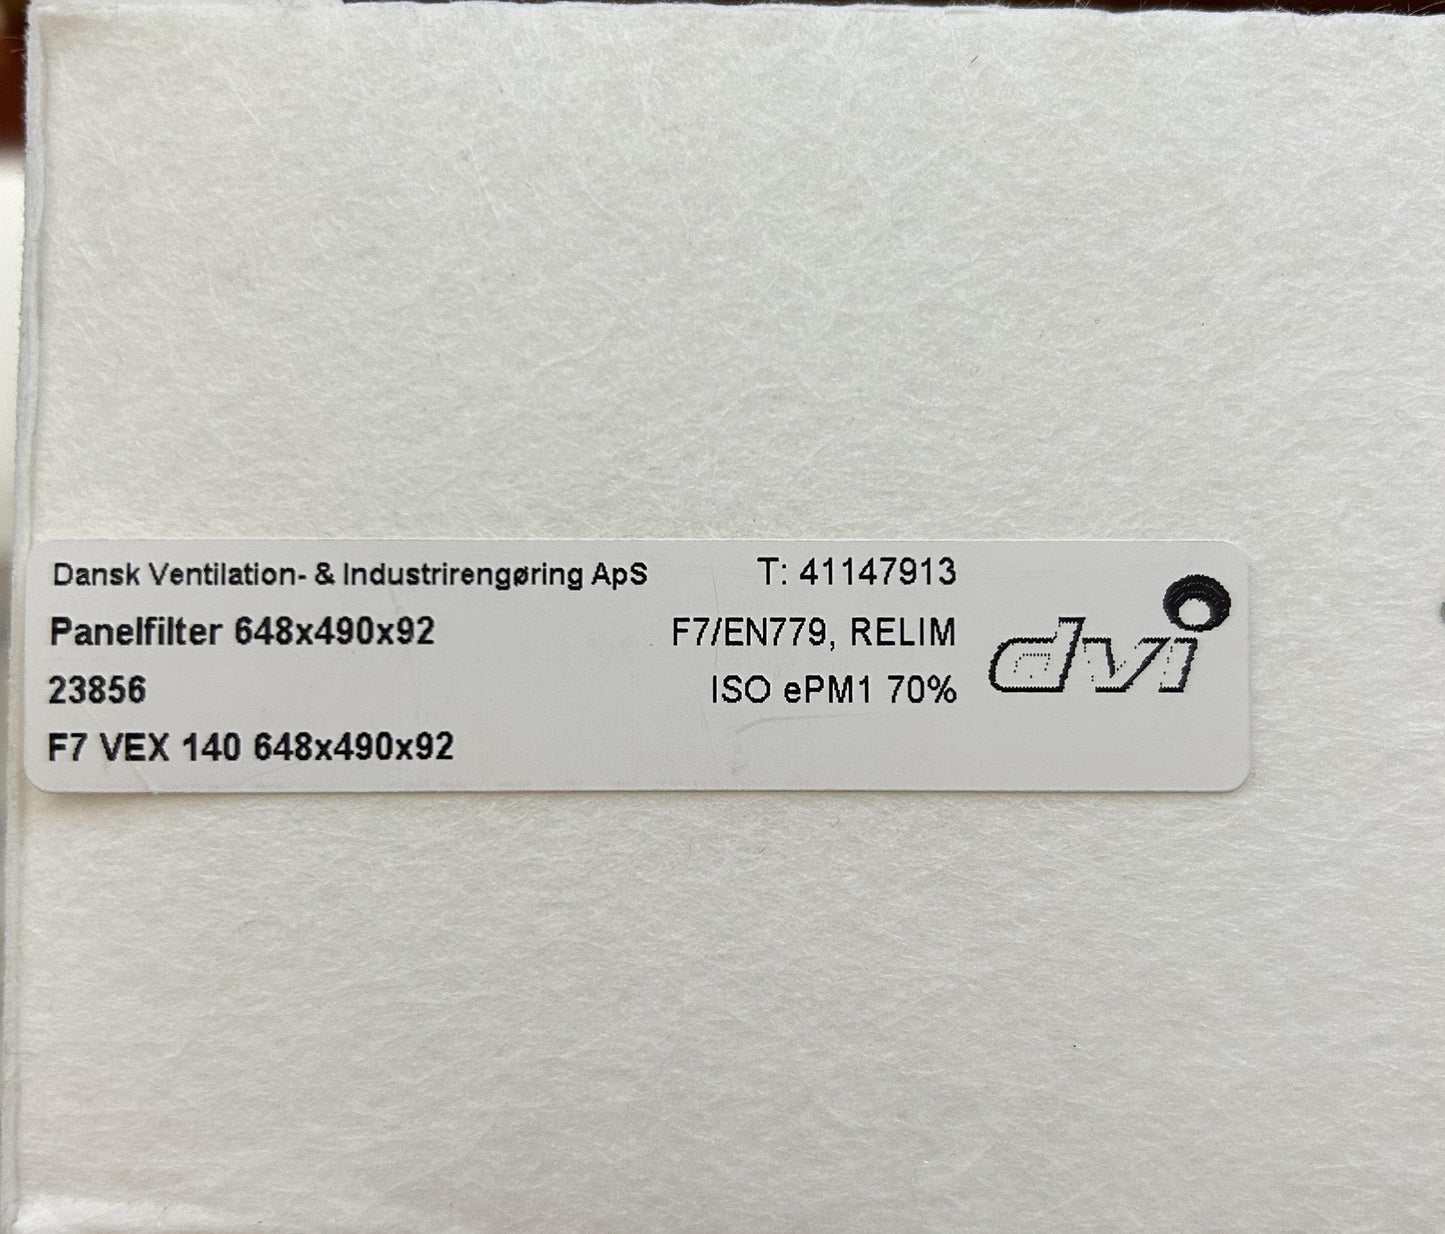 Dansk Ventilation- & Industrirengøring ApS T: 41147913
Panelfilter 648x490x92 F7/EN779, RELIM
23856 ISO ePM1 70%
F7 VEX 140 648x490x92
dvi